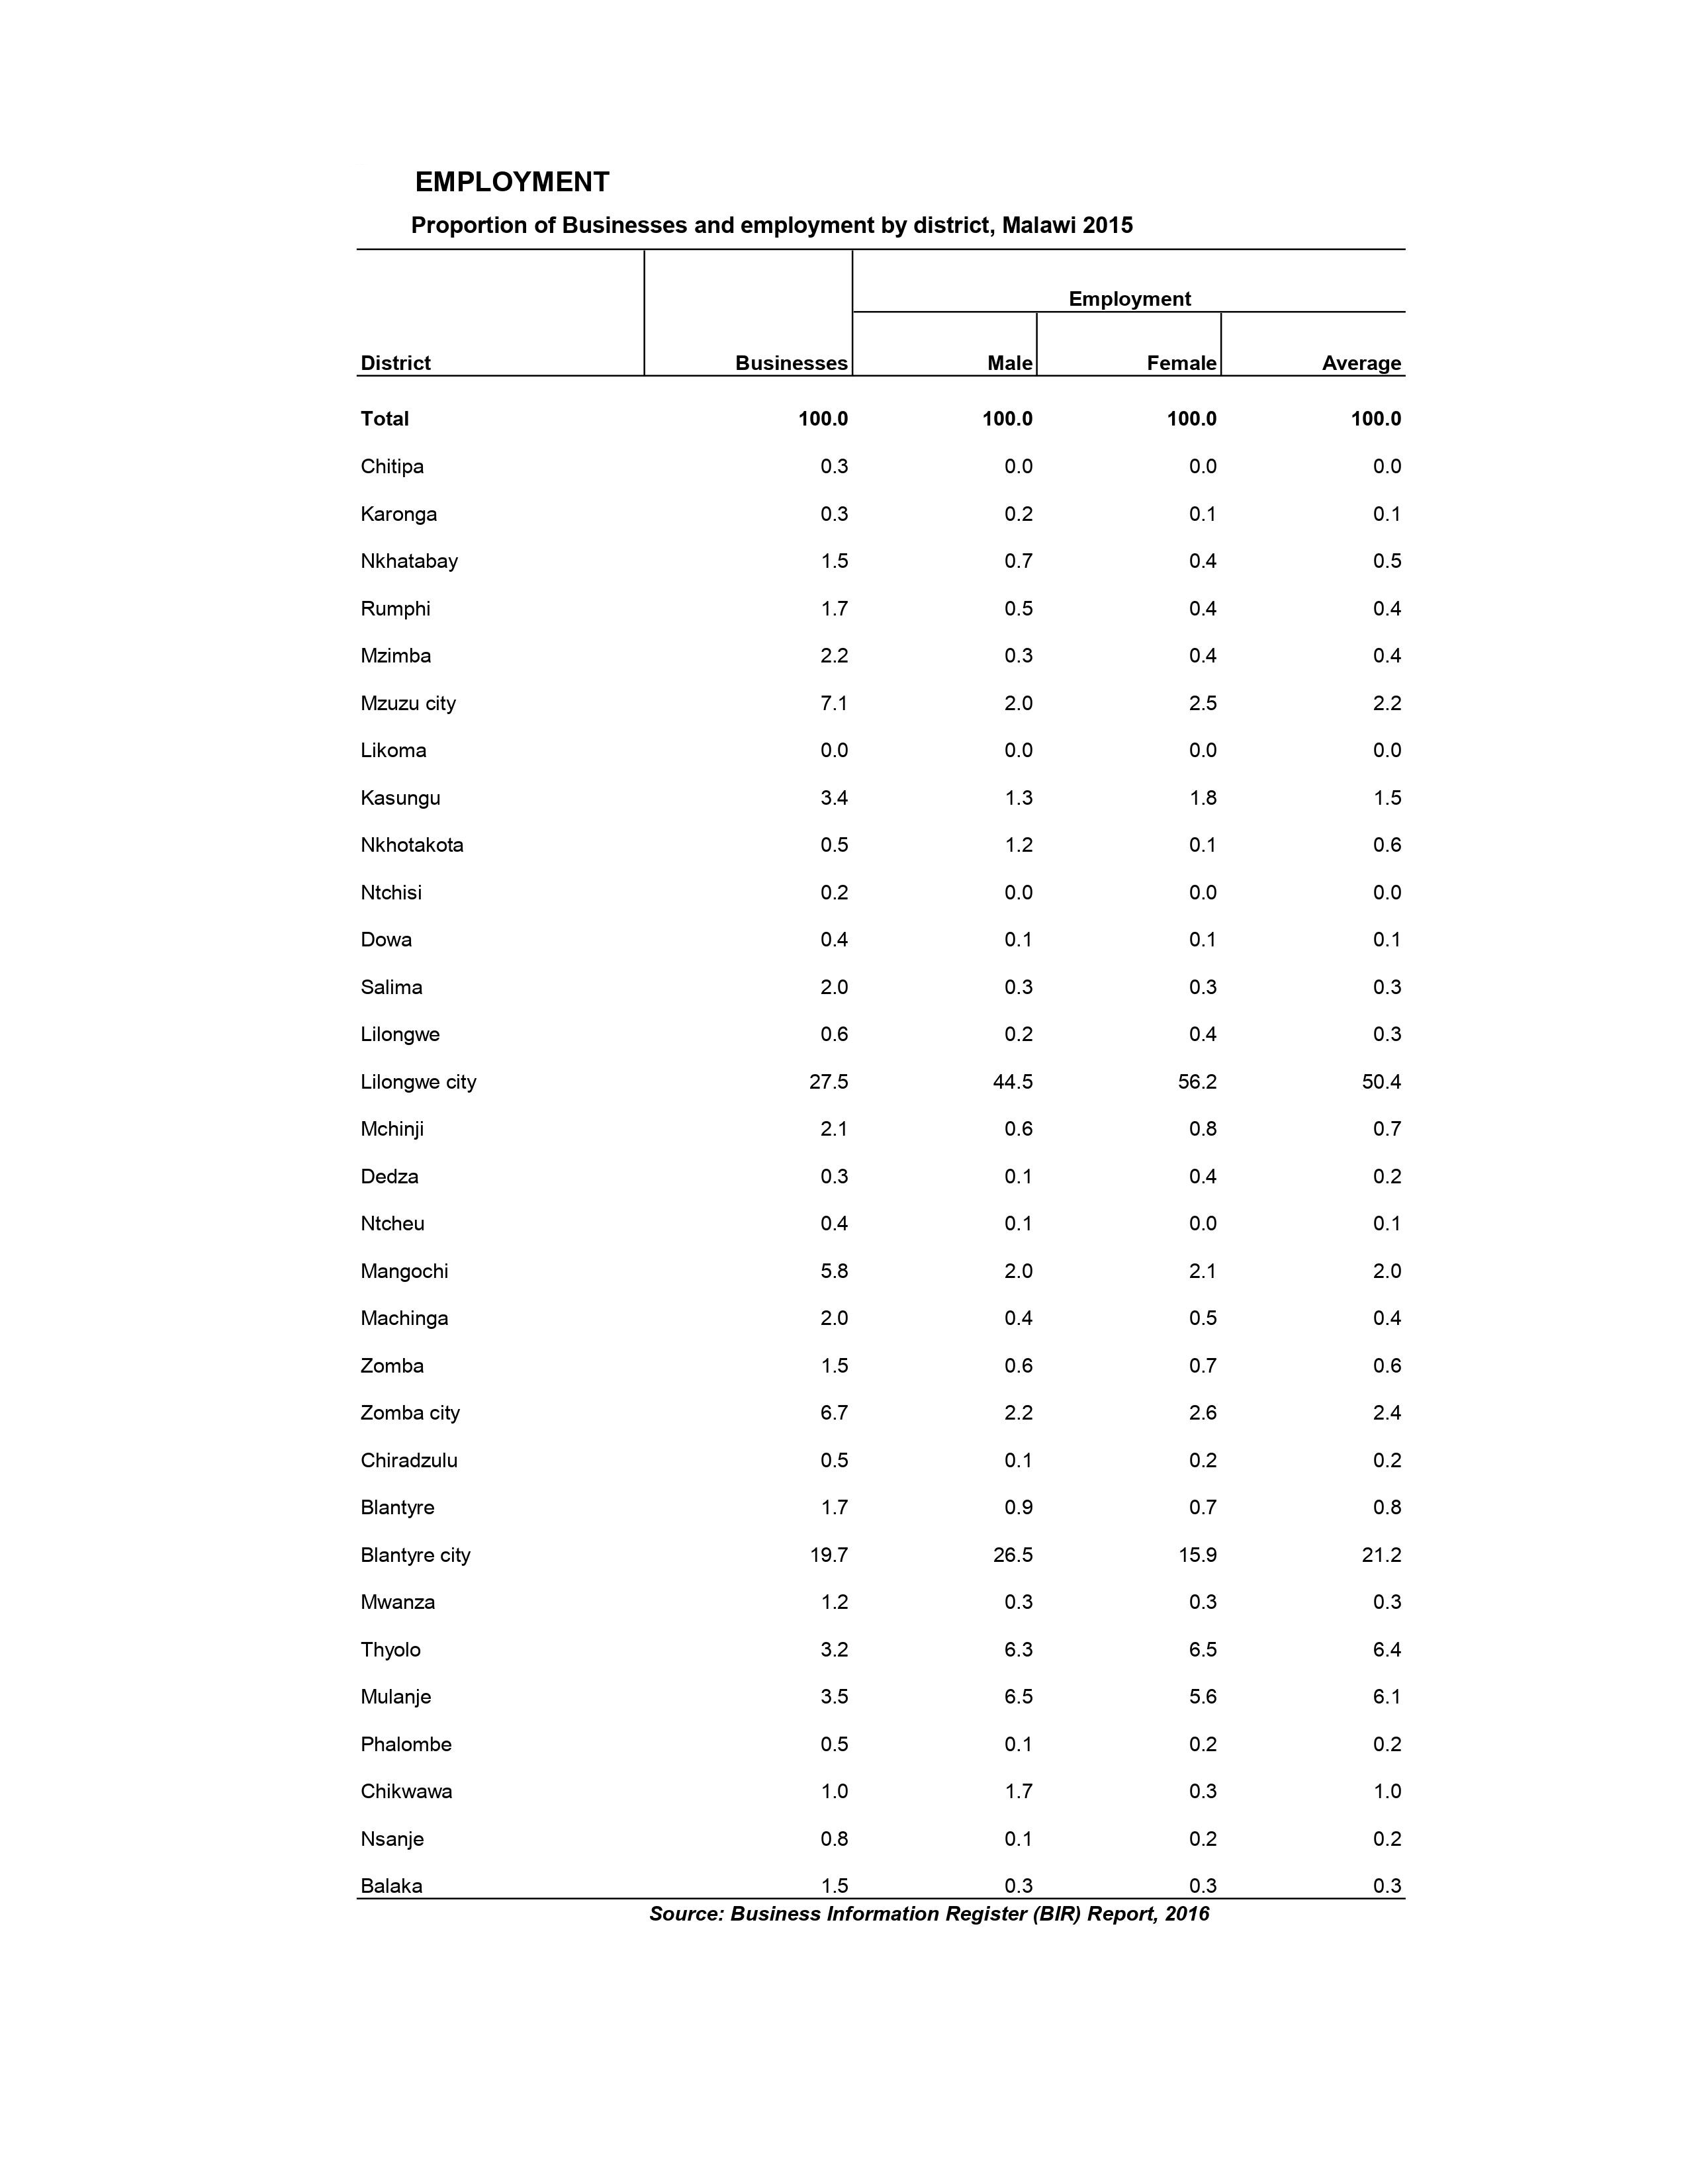 EMPLOYMENT
Proportion of Businesses and employment by district, Malawi 2015
Employment
District Businesses Male Female Average
Total 100.0 100.0 100.0 100.0
Chitipa 0.3 0.0 0.0 0.0
Karonga 0.3 0.2 0.1 0.1
Nkhatabay 1.5 0.7 0.4 0.5
Rumphi 1.7 0.5 0.4 0.4
Mzimba 2.2 0.3 0.4 0.4
Mzuzu city 7.1 2.0 2.5 2.2
Likoma 0.0 0.0 0.0 0.0
Kasungu 3.4 1.3 1.8 1.5
Nkhotakota 0.5 1.2 0.1 0.6
Ntchisi 0.2 0.0 0.0 0.0
Dowa 0.4 0.1 0.1 0.1
Salima 2.0 0.3 0.3 0.3
Lilongwe 0.6 0.2 0.4 0.3
Lilongwe city 27.5 44.5 56.2 50.4
Mchinji 2.1 0.6 0.8 0.7
Dedza 0.3 0.1 0.4 0.2
Ntcheu 0.4 0.1 0.0 0.1
Mangochi 5.8 2.0 2.1 2.0
Machinga 2.0 0.4 0.5 0.4
Zomba 1.5 0.6 0.7 0.6
Zomba city 6.7 2.2 2.6 2.4
Chiradzulu 0.5 0.1 0.2 0.2
Blantyre 1.7 0.9 0.7 0.8
Blantyre city 19.7 26.5 15.9 21.2
Mwanza 1.2 0.3 0.3 0.3
Thyolo 3.2 6.3 6.5 6.4
Mulanje 3.5 6.5 5.6 6.1
Phalombe 0.5 0.1 0.2 0.2
Chikwawa 1.0 1.7 0.3 1.0
Nsanje 0.8 0.1 0.2 0.2
Balaka 1.5 0.3 0.3 0.3
Source: Business Information Register (BIR) Report, 2016